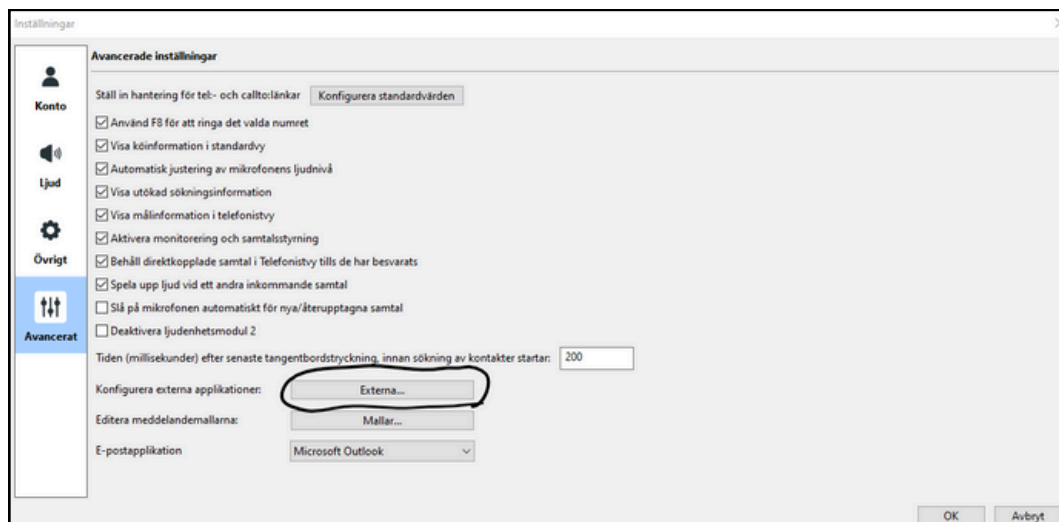 Inställningar
Avancerade inställningar
Konto
Ställ in hantering för tel:- och callto:länkar Konfigurera standardvärden
Använd F8 för att ringa det valda numret
Visa köinformation i standardvy
Ljud
Automatisk justering av mikrofonens ljudnivå
Visa utökad sökningsinformation
Visa målinformation i telefonistvy
Övrigt
Aktivera monitorering och samtalsstyrning
Behåll direktkopplade samtal i Telefonistvy tills de har besvarats
Spela upp ljud vid ett andra inkommande samtal
Slå på mikrofonen automatiskt för nya/återupptagna samtal
Avancerat
Deaktivera ljudenhetsmodul 2
Tiden (millisekunder) efter senaste tangentbordstryckning, innan sökning av kontakter startar: 200
Konfigurera externa applikationer: Externa...
Editera meddelandemallarna: Mallar...
E-postapplikation Microsoft Outlook
OK Avbryt